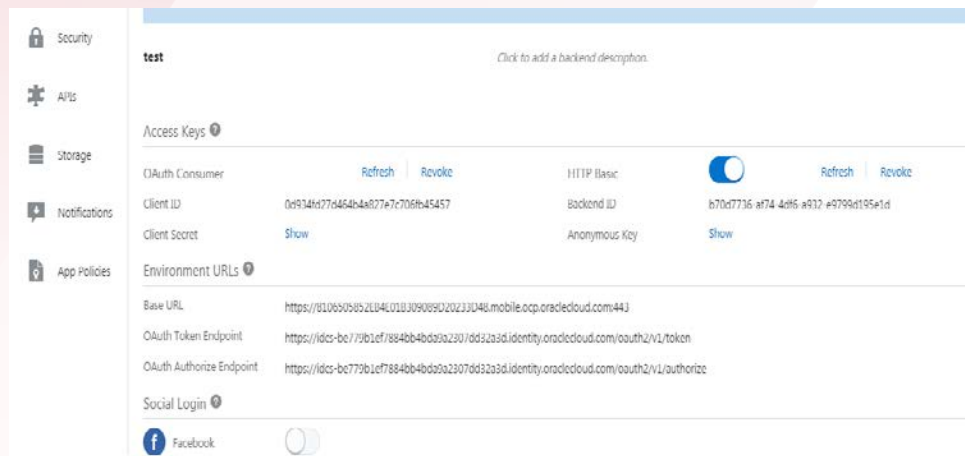 Security
test Click to add a backend description.
APIs
Access Keys
Storage
OAuth Consumer Refresh Revoke HTTP Basic Refresh Revoke
Client ID 0d934fd27d464b4a827e7c706fb45457 Backend ID b70d7736-af74-4df6-a932-e9799d195e1d
Notifications
Client Secret Show Anonymous Key Show
App Policies
Environment URLs
Base URL https://8106505852EB4E01B309089D20233D48.mobile.ocp.oraclecloud.com:443
OAuth Token Endpoint https://idcs-be779b1ef7884bb4bda9a2307dd32a3d.identity.oraclecloud.com/oauth2/v1/token
OAuth Authorize Endpoint https://idcs-be779b1ef7884bb4bda9a2307dd32a3d.identity.oraclecloud.com/oauth2/v1/authorize
Social Login
Facebook